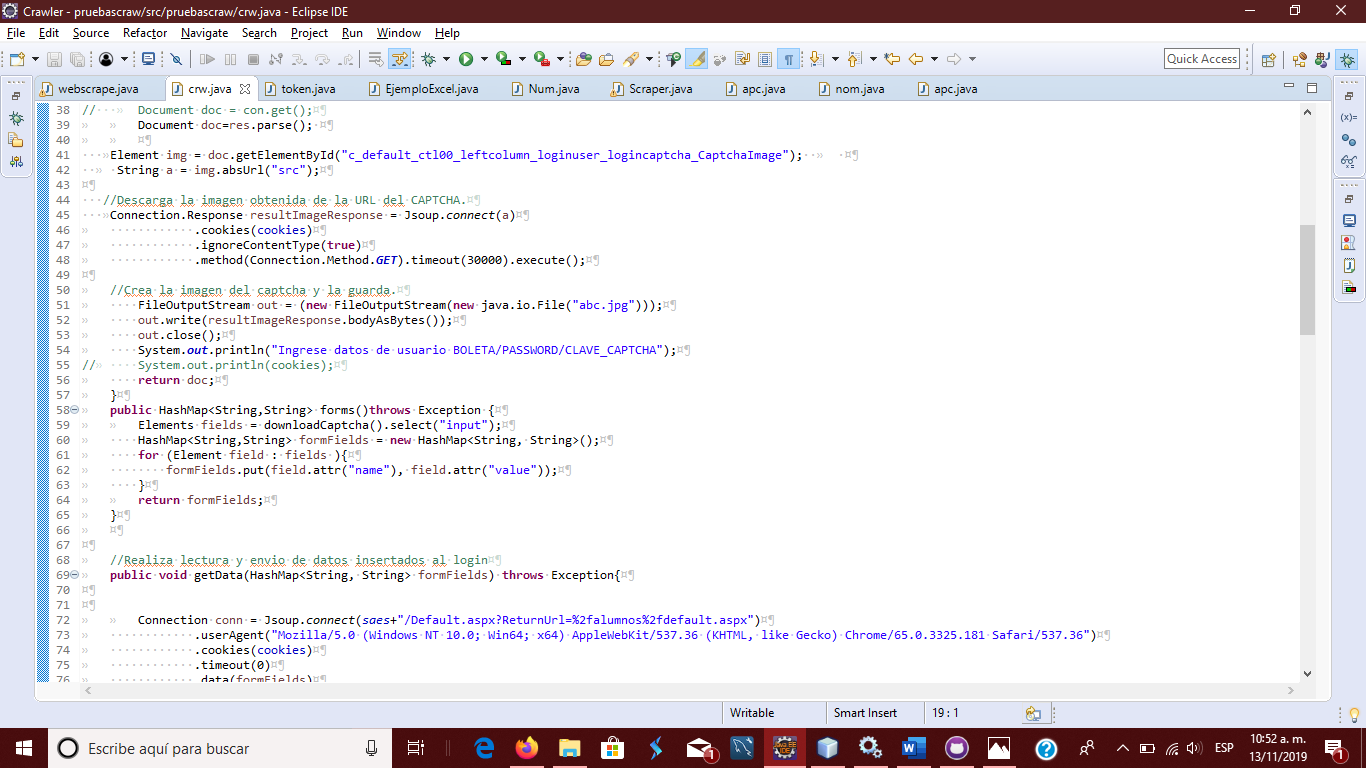 Crawler - pruebascraw/src/pruebascraw/crw.java - Eclipse IDE
File Edit Source Refactor Navigate Search Project Run Window Help
Quick Access
webscrape.java crw.java token.java EjemploExcel.java Num.java Scraper.java apc.java nom.java apc.java
38 // Document doc = con.get();
39 Document doc=res.parse();
40
41 Element img = doc.getElementById("c_default_ctl00_leftcolumn_loginuser_logincaptcha_CaptchaImage");
42 String a = img.absUrl("src");
43
44 //Descarga la imagen obtenida de la URL del CAPTCHA.
45 Connection.Response resultImageResponse = Jsoup.connect(a)
46 .cookies(cookies)
47 .ignoreContentType(true)
48 .method(Connection.Method.GET).timeout(30000).execute();
49
50 //Crea la imagen del captcha y la guarda.
51 FileOutputStream out = (new FileOutputStream(new java.io.File("abc.jpg")));
52 out.write(resultImageResponse.bodyAsBytes());
53 out.close();
54 System.out.println("Ingrese datos de usuario BOLETA/PASSWORD/CLAVE_CAPTCHA");
55 // System.out.println(cookies);
56 return doc;
57 }
58 public HashMap<String,String> forms()throws Exception {
59 Elements fields = downloadCaptcha().select("input");
60 HashMap<String,String> formFields = new HashMap<String, String>();
61 for (Element field : fields ){
62 formFields.put(field.attr("name"), field.attr("value"));
63 }
64 return formFields;
65 }
66
67
68 //Realiza lectura y envio de datos insertados al login
69 public void getData(HashMap<String, String> formFields) throws Exception{
70
71
72 Connection conn = Jsoup.connect(saes+"/Default.aspx?ReturnUrl=%2falumnos%2fdefault.aspx")
73 .userAgent("Mozilla/5.0 (Windows NT 10.0; Win64; x64) AppleWebKit/537.36 (KHTML, like Gecko) Chrome/65.0.3325.181 Safari/537.36")
74 .cookies(cookies)
75 .timeout(0)
76 .data(formFields)
Writable Smart Insert 19 : 1
Escribe aquí para buscar
1
ESP
10:52 a. m.
13/11/2019
1